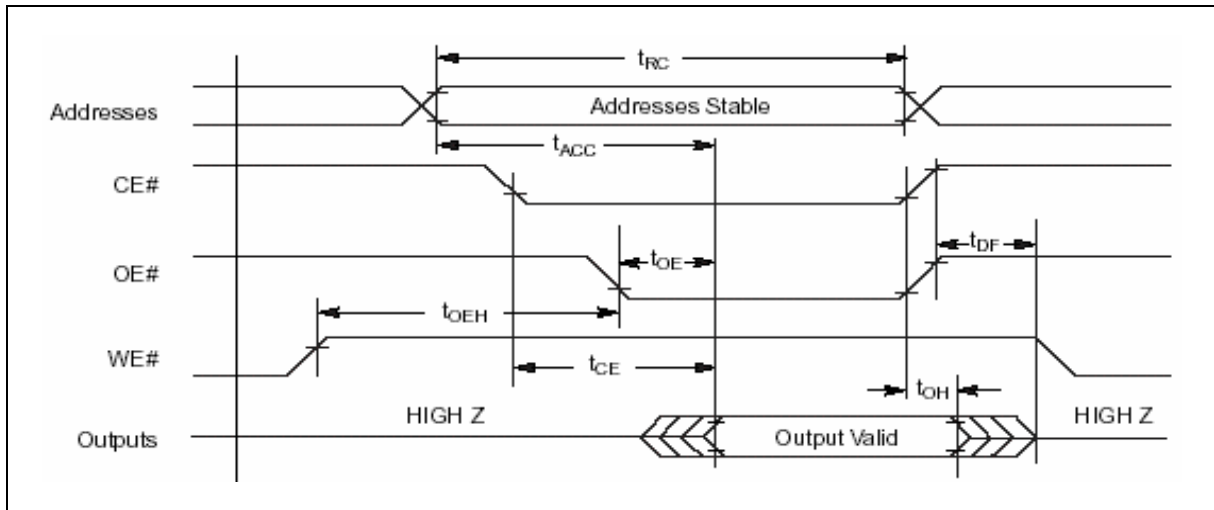 tRC
Addresses
Addresses Stable
tACC
CE#
tDF
OE#
tOE
tOEH
WE#
tCE
tOH
HIGH Z
HIGH Z
Outputs
Output Valid